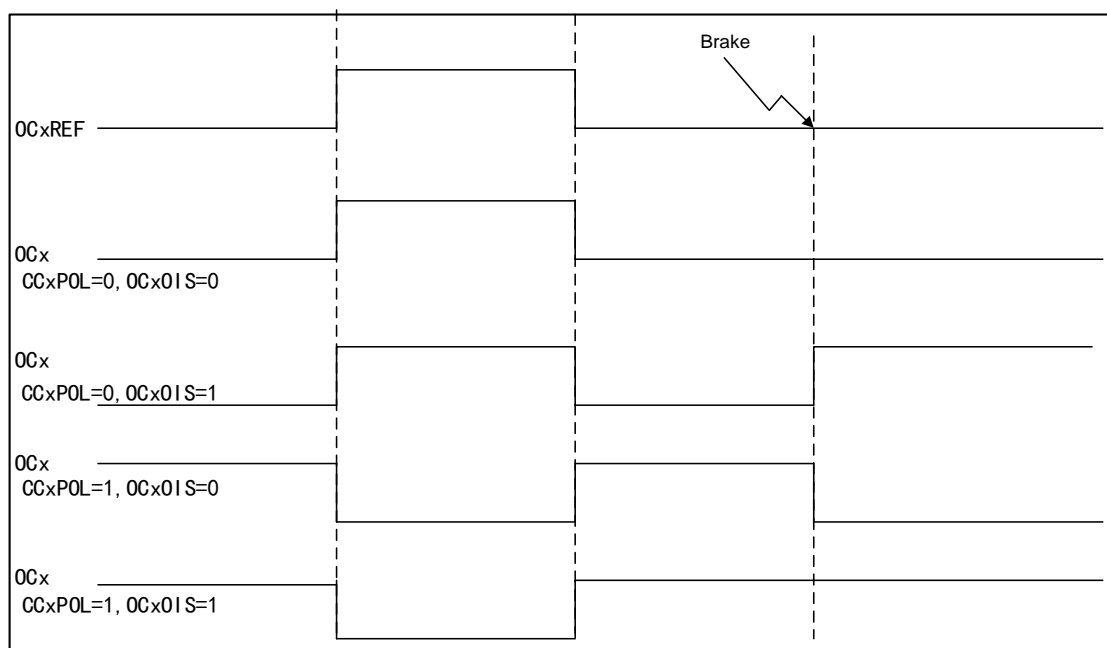 Brake
OCxREF
OCx
CCxPOL=0, OCxOIS=0
OCx
CCxPOL=0, OCxOIS=1
OCx
CCxPOL=1, OCxOIS=0
OCx
CCxPOL=1, OCxOIS=1